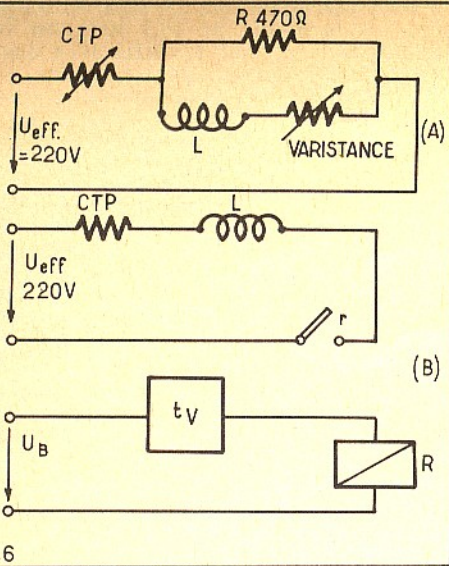 R 470Ω
CTP
L
VARISTANCE
(A)
Ueff.
=220V
CTP
L
Ueff
220V
r
(B)
tV
UB
R
6